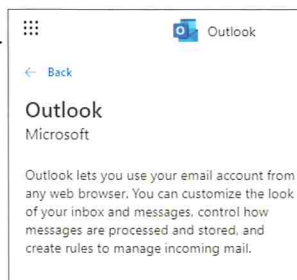 Outlook
← Back
Outlook
Microsoft
Outlook lets you use your email account from
any web browser. You can customize the look
of your inbox and messages, control how
messages are processed and stored, and
create rules to manage incoming mail.